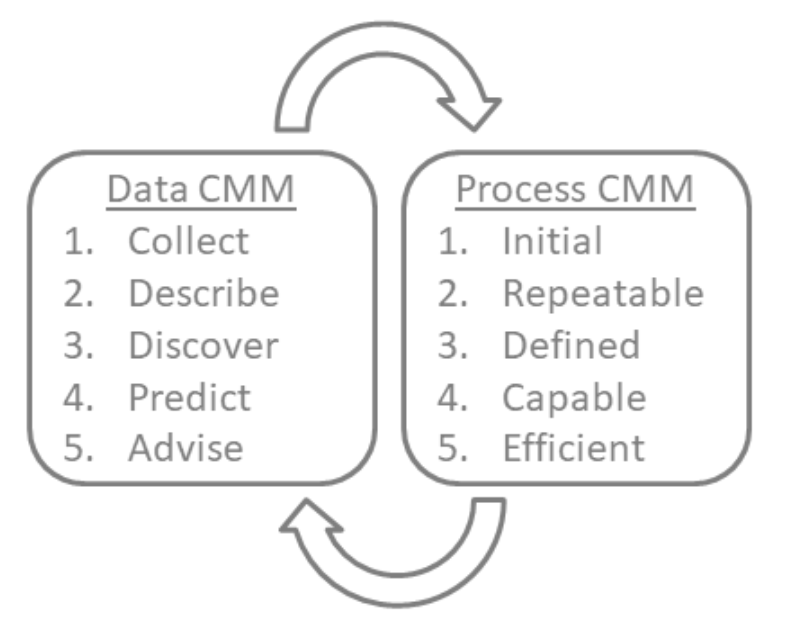 Data CMM
1. Collect
2. Describe
3. Discover
4. Predict
5. Advise
Process CMM
1. Initial
2. Repeatable
3. Defined
4. Capable
5. Efficient